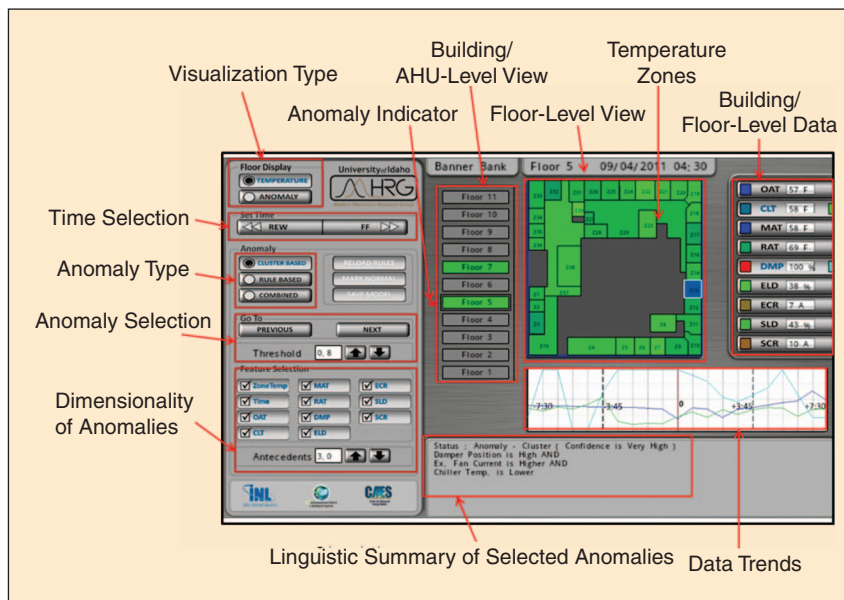 Building/
AHU-Level View
Temperature
Zones
Visualization Type
Anomaly Indicator
Floor-Level View
Building/
Floor-Level Data
Time Selection
Anomaly Type
Anomaly Selection
Dimensionality
of Anomalies
Floor Display
TEMPERATURE
ANOMALY
University of Idaho
MHRG
Set Time
REW FF
Anomaly
CLUSTER BASED RELOAD RULES
RULE BASED MARK NORMAL
COMBINED SAVE MODEL
Go To
PREVIOUS NEXT
Threshold 0,8
Feature Selection
ZoneTemp MAT ECR
Time RAT SLD
OAT DMP SCR
CLT ELD
Antecedents 3,0
INL
CAES
Banner Bank
Floor 5 09/04/2011 04:30
Floor 11
Floor 10
Floor 9
Floor 8
Floor 7
Floor 6
Floor 5
Floor 4
Floor 3
Floor 2
Floor 1
OAT 57 F
CLT 58 F
MAT 58 F
RAT 69 F
DMP 100 %
ELD 38 %
ECR 7 A
SLD 43 %
SCR 10 A
-7:30 -3:45 0 +3:45 +7:30
Status : Anomaly - Cluster ( Confidence is Very High )
Damper Position is High AND
Ex. Fan Current is Higher AND
Chiller Temp. is Lower
Linguistic Summary of Selected Anomalies
Data Trends